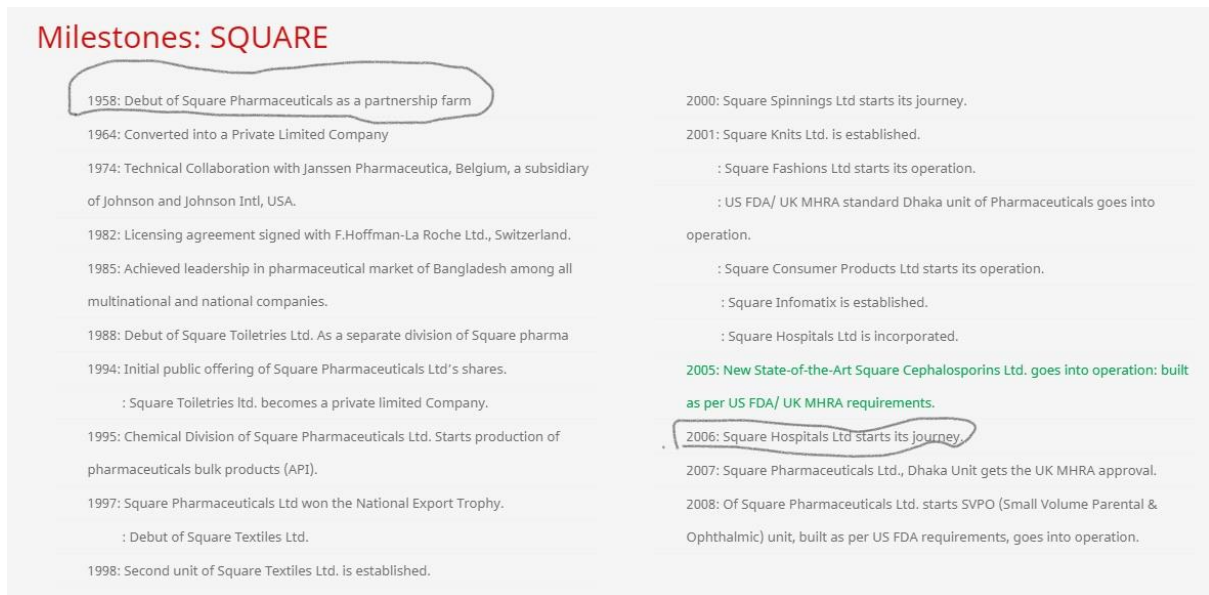 Milestones: SQUARE
1958: Debut of Square Pharmaceuticals as a partnership farm
1964: Converted into a Private Limited Company
1974: Technical Collaboration with Janssen Pharmaceutica, Belgium, a subsidiary
of Johnson and Johnson Intl, USA.
1982: Licensing agreement signed with F.Hoffman-La Roche Ltd., Switzerland.
1985: Achieved leadership in pharmaceutical market of Bangladesh among all
multinational and national companies.
1988: Debut of Square Toiletries Ltd. As a separate division of Square pharma
1994: Initial public offering of Square Pharmaceuticals Ltd's shares.
: Square Toiletries ltd. becomes a private limited Company.
1995: Chemical Division of Square Pharmaceuticals Ltd. Starts production of
pharmaceuticals bulk products (API).
1997: Square Pharmaceuticals Ltd won the National Export Trophy.
: Debut of Square Textiles Ltd.
1998: Second unit of Square Textiles Ltd. is established.
2000: Square Spinnings Ltd starts its journey.
2001: Square Knits Ltd. is established.
: Square Fashions Ltd starts its operation.
: US FDA/ UK MHRA standard Dhaka unit of Pharmaceuticals goes into
operation.
: Square Consumer Products Ltd starts its operation.
: Square Infomatix is established.
: Square Hospitals Ltd is incorporated.
2005: New State-of-the-Art Square Cephalosporins Ltd. goes into operation: built
as per US FDA/ UK MHRA requirements.
2006: Square Hospitals Ltd starts its journey.
2007: Square Pharmaceuticals Ltd., Dhaka Unit gets the UK MHRA approval.
2008: Of Square Pharmaceuticals Ltd. starts SVPO (Small Volume Parental &
Ophthalmic) unit, built as per US FDA requirements, goes into operation.